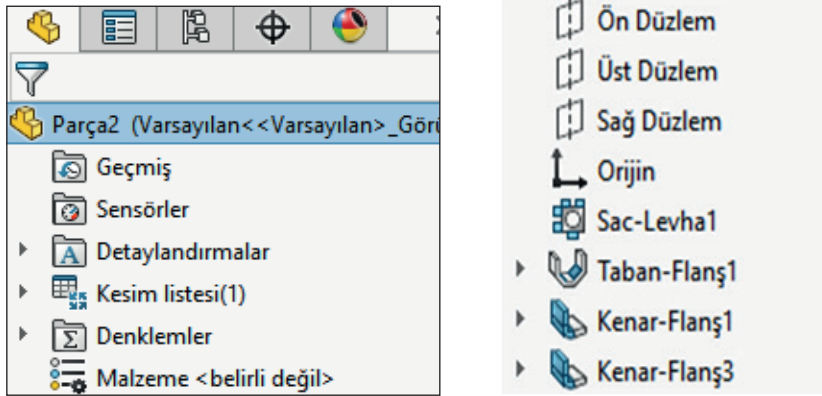 Parça2 (Varsayılan<<Varsayılan>_Görü
Geçmiş
Sensörler
Detaylandırmalar
Kesim listesi(1)
Denklemler
Malzeme <belirli değil>
Ön Düzlem
Üst Düzlem
Sağ Düzlem
Orijin
Sac-Levha1
Taban-Flanş1
Kenar-Flanş1
Kenar-Flanş3